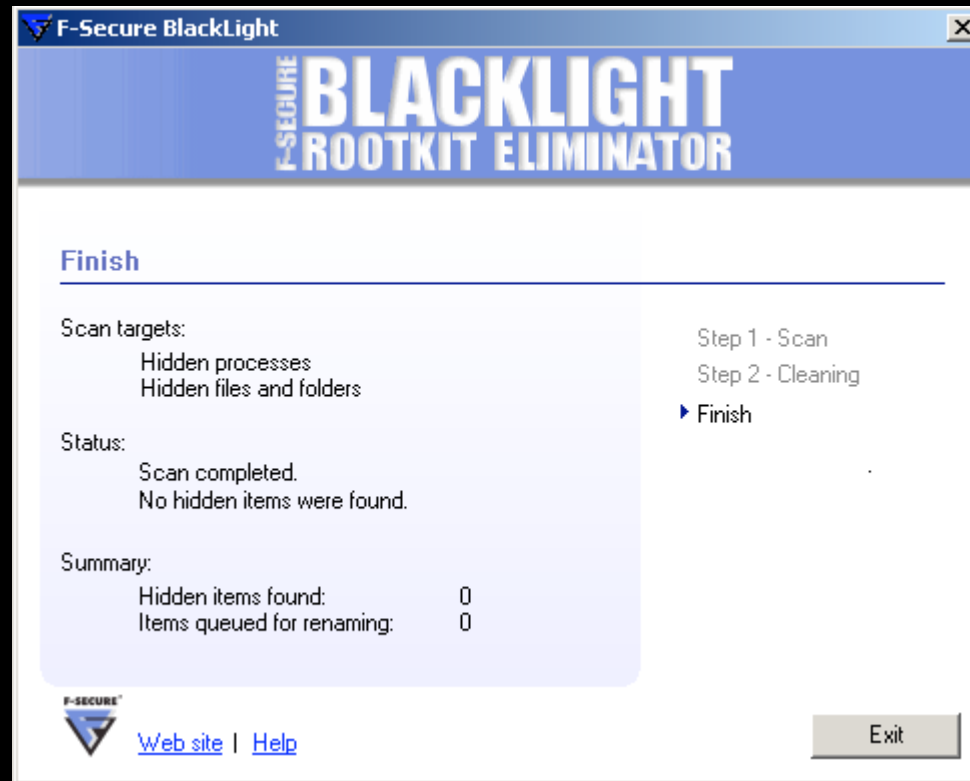 F-Secure BlackLight
F-SECURE
BLACKLIGHT
ROOTKIT ELIMINATOR
Finish
Scan targets:
Hidden processes
Hidden files and folders
Status:
Scan completed.
No hidden items were found.
Summary:
Hidden items found: 0
Items queued for renaming: 0
Step 1 - Scan
Step 2 - Cleaning
Finish
F-SECURE
Web site | Help
Exit